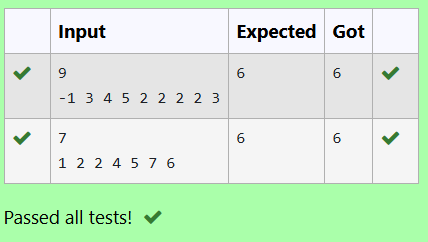 Input Expected Got
9 6 6
-1 3 4 5 2 2 2 2 3
7 6 6
1 2 2 4 5 7 6
Passed all tests!